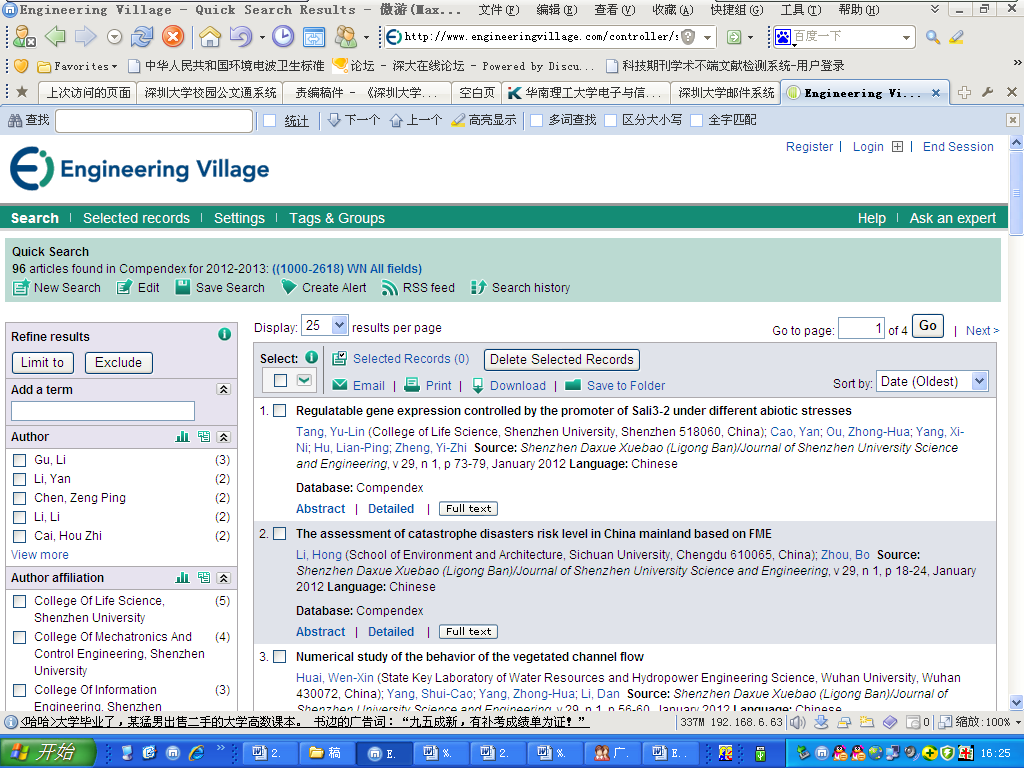 Engineering Village - Quick Search Results - 傲游(Max... 文件(F) 编辑(E) 查看(V) 收藏(A) 快捷组(G) 工具(T) 帮助(H)
http://www.engineeringvillage.com/controller/s 百度一下
Favorites 中华人民共和国环境电波卫生标准 论坛 - 深大在线论坛 - Powered by Discu... 科技期刊学术不端文献检测系统-用户登录
上次访问的页面 深圳大学校园公文通系统 责编稿件 - 《深圳大学... 空白页 华南理工大学电子与信... 深圳大学邮件系统 Engineering Vi...
查找 统计 下一个 上一个 高亮显示 多词查找 区分大小写 全字匹配
Register | Login | End Session
Engineering Village
Search | Selected records | Settings | Tags & Groups Help | Ask an expert
Quick Search
96 articles found in Compendex for 2012-2013: ((1000-2618) WN All fields)
New Search Edit Save Search Create Alert RSS feed Search history
Display: 25 results per page Go to page: 1 of 4 Go | Next >
Refine results
Limit to Exclude
Add a term
Author
Gu, Li (3)
Li, Yan (2)
Chen, Zeng Ping (2)
Li, Li (2)
Cai, Hou Zhi (2)
View more
Author affiliation
College Of Life Science, Shenzhen University (5)
College Of Mechatronics And Control Engineering, Shenzhen University (4)
College Of Information Engineering, Shenzhen (3)
Select: Selected Records (0) Delete Selected Records
Email | Print | Download | Save to Folder Sort by: Date (Oldest)
1. Regulatable gene expression controlled by the promoter of Sali3-2 under different abiotic stresses
Tang, Yu-Lin (College of Life Science, Shenzhen University, Shenzhen 518060, China); Cao, Yan; Ou, Zhong-Hua; Yang, Xi-
Ni; Hu, Lian-Ping; Zheng, Yi-Zhi Source: Shenzhen Daxue Xuebao (Ligong Ban)/Journal of Shenzhen University Science
and Engineering, v 29, n 1, p 73-79, January 2012 Language: Chinese
Database: Compendex
Abstract | Detailed | Full text
2. The assessment of catastrophe disasters risk level in China mainland based on FME
Li, Hong (School of Environment and Architecture, Sichuan University, Chengdu 610065, China); Zhou, Bo Source:
Shenzhen Daxue Xuebao (Ligong Ban)/Journal of Shenzhen University Science and Engineering, v 29, n 1, p 18-24, January
2012 Language: Chinese
Database: Compendex
Abstract | Detailed | Full text
3. Numerical study of the behavior of the vegetated channel flow
Huai, Wen-Xin (State Key Laboratory of Water Resources and Hydropower Engineering Science, Wuhan University, Wuhan
430072, China); Yang, Shui-Cao; Yang, Zhong-Hua; Li, Dan Source: Shenzhen Daxue Xuebao (Ligong Ban)/Journal of
Shenzhen University Science and Engineering, v 29, n 1, p 56-60, January 2012 Language: Chinese
<哈哈>大学毕业了，某猛男出售二手的大学高数课本。 书边的广告词：“九五成新，有补考成绩单为证！” 337M 192.168.6.63 0 缩放:100%
开始 2. 稿 E. 2. 广. E. 16:25